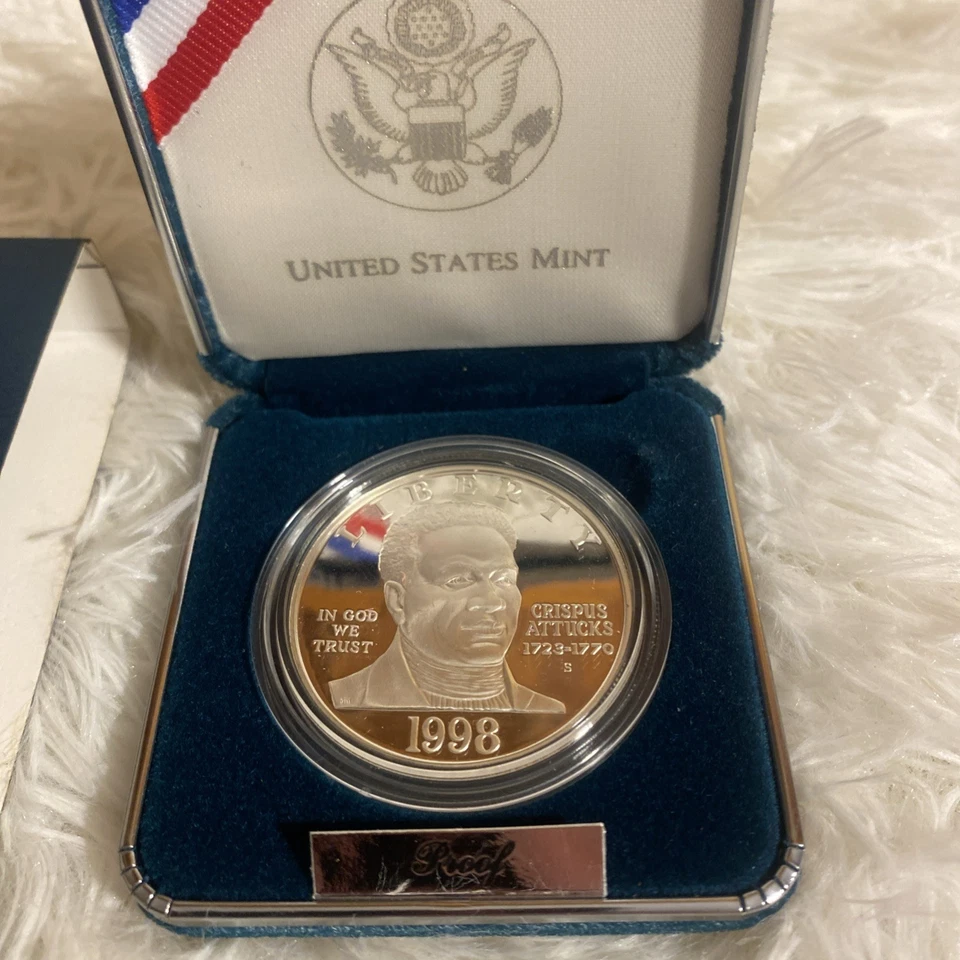 UNITED STATES MINT
LIBERTY
IN GOD
WE
TRUST
CRISPUS
ATTUCKS
1723=1770
S
1998
Proof